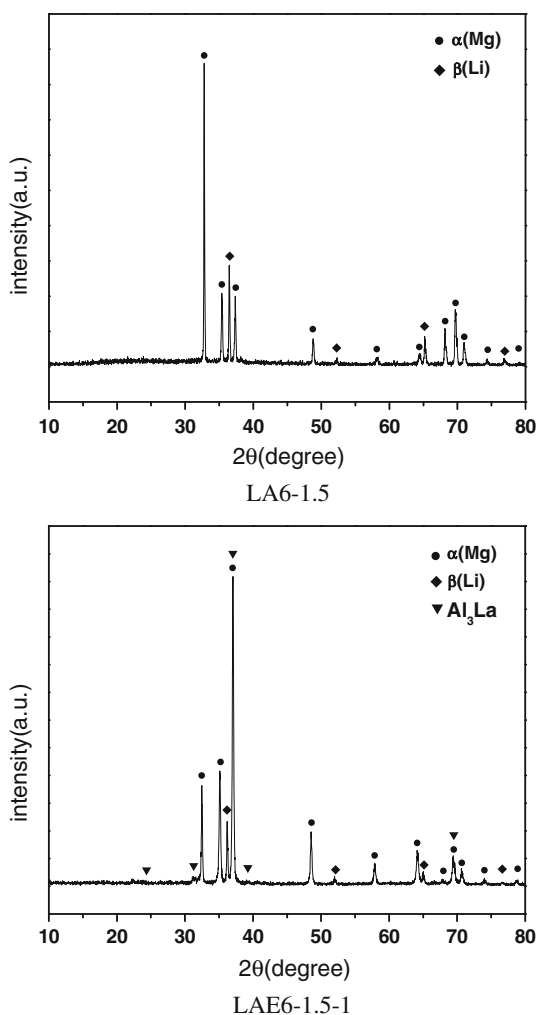 α(Mg)
β(Li)
intensity(a.u.)
10 20 30 40 50 60 70 80
2θ(degree)
LA6-1.5
α(Mg)
β(Li)
Al₃La
intensity(a.u.)
10 20 30 40 50 60 70 80
2θ(degree)
LAE6-1.5-1